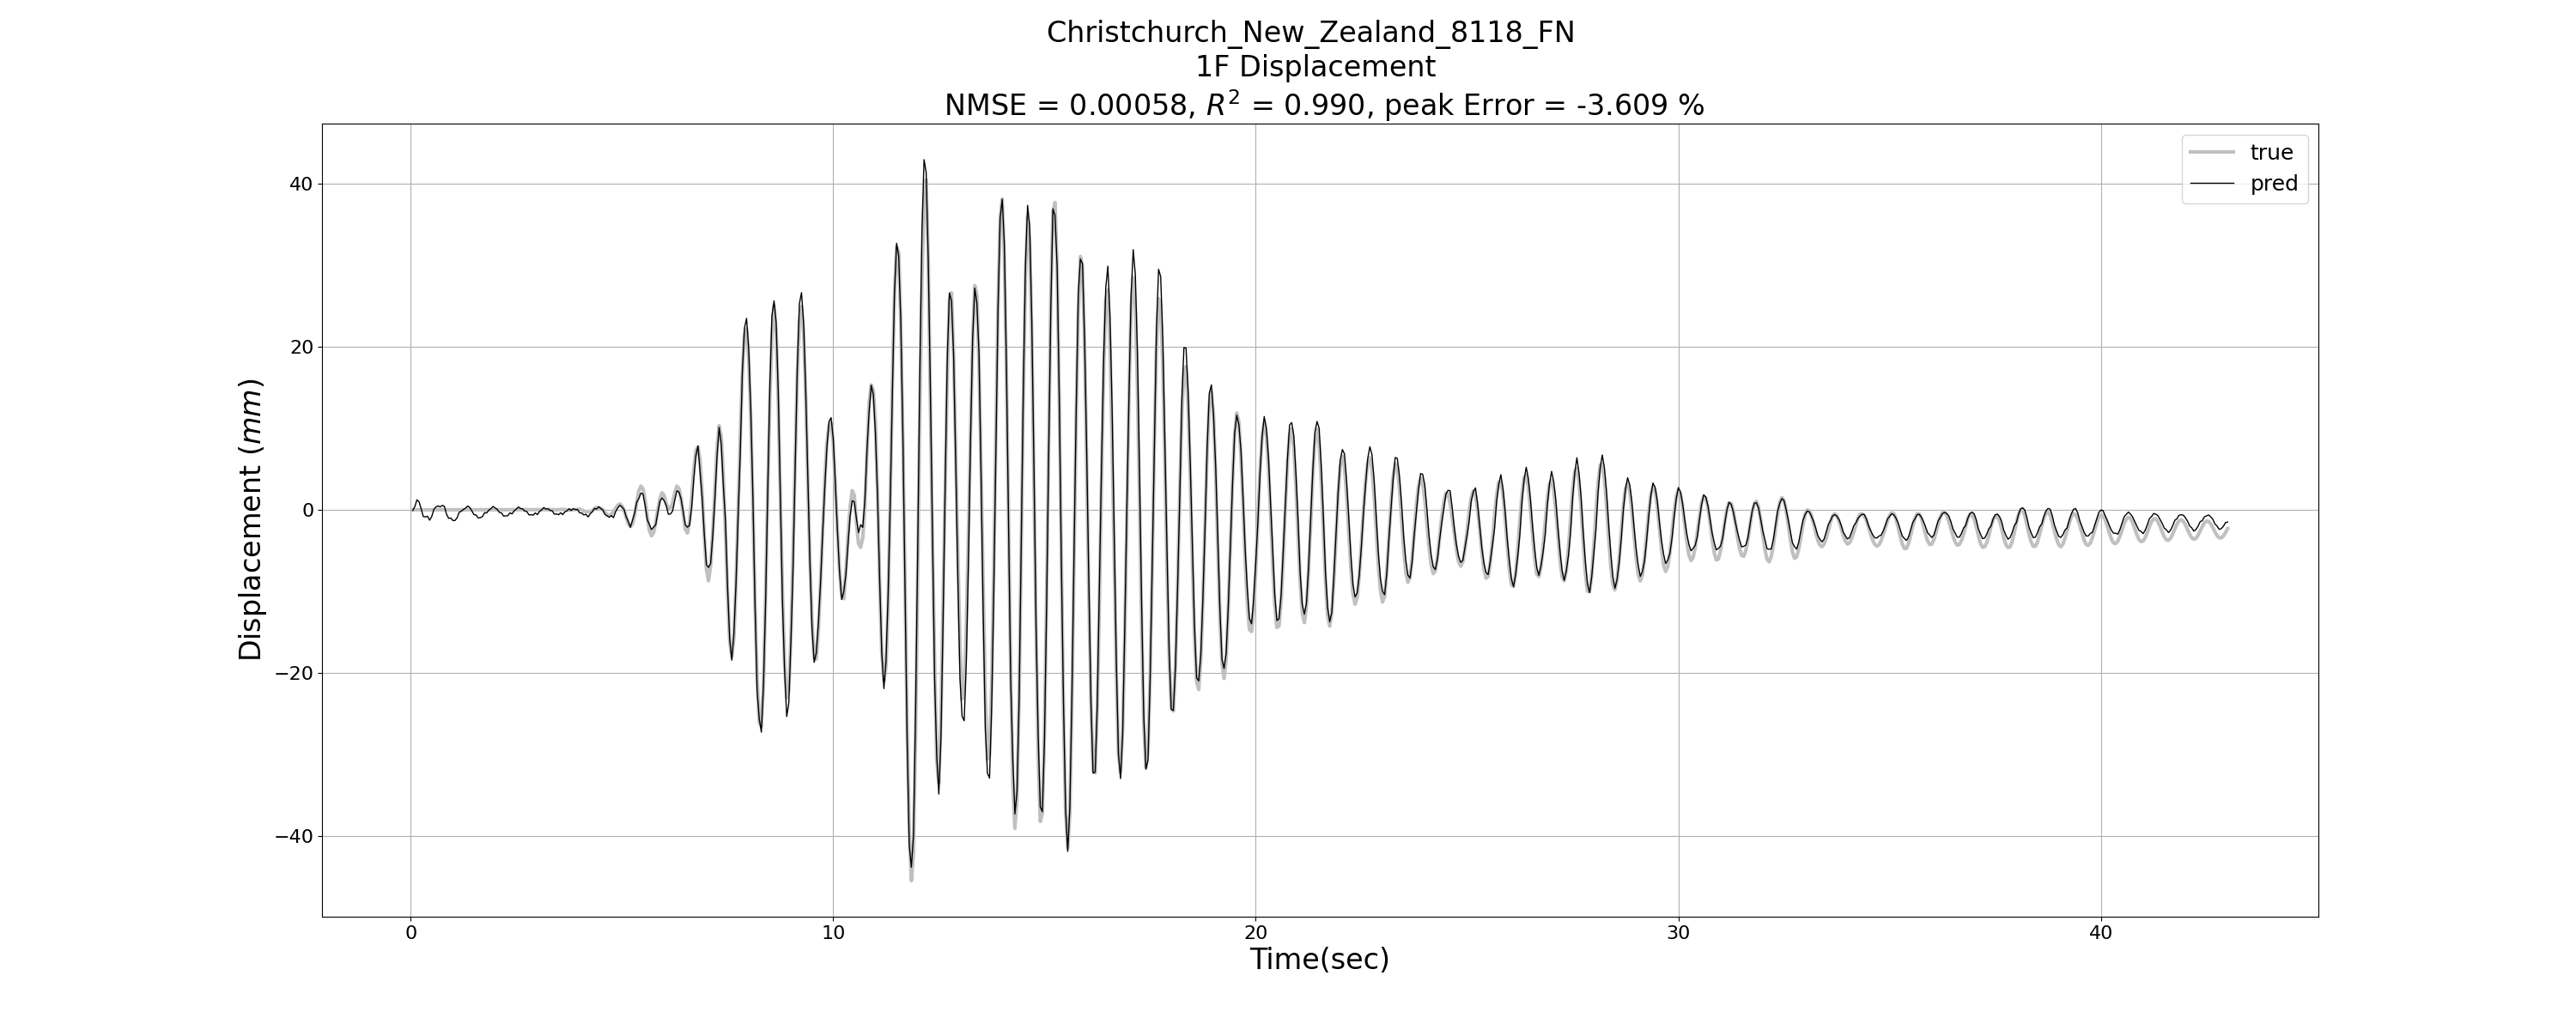 Christchurch_New_Zealand_8118_FN
1F Displacement
NMSE = 0.00058, R² = 0.990, peak Error = -3.609 %
true
pred
40
20
0
−20
−40
Displacement (mm)
0 10 20 30 40
Time(sec)